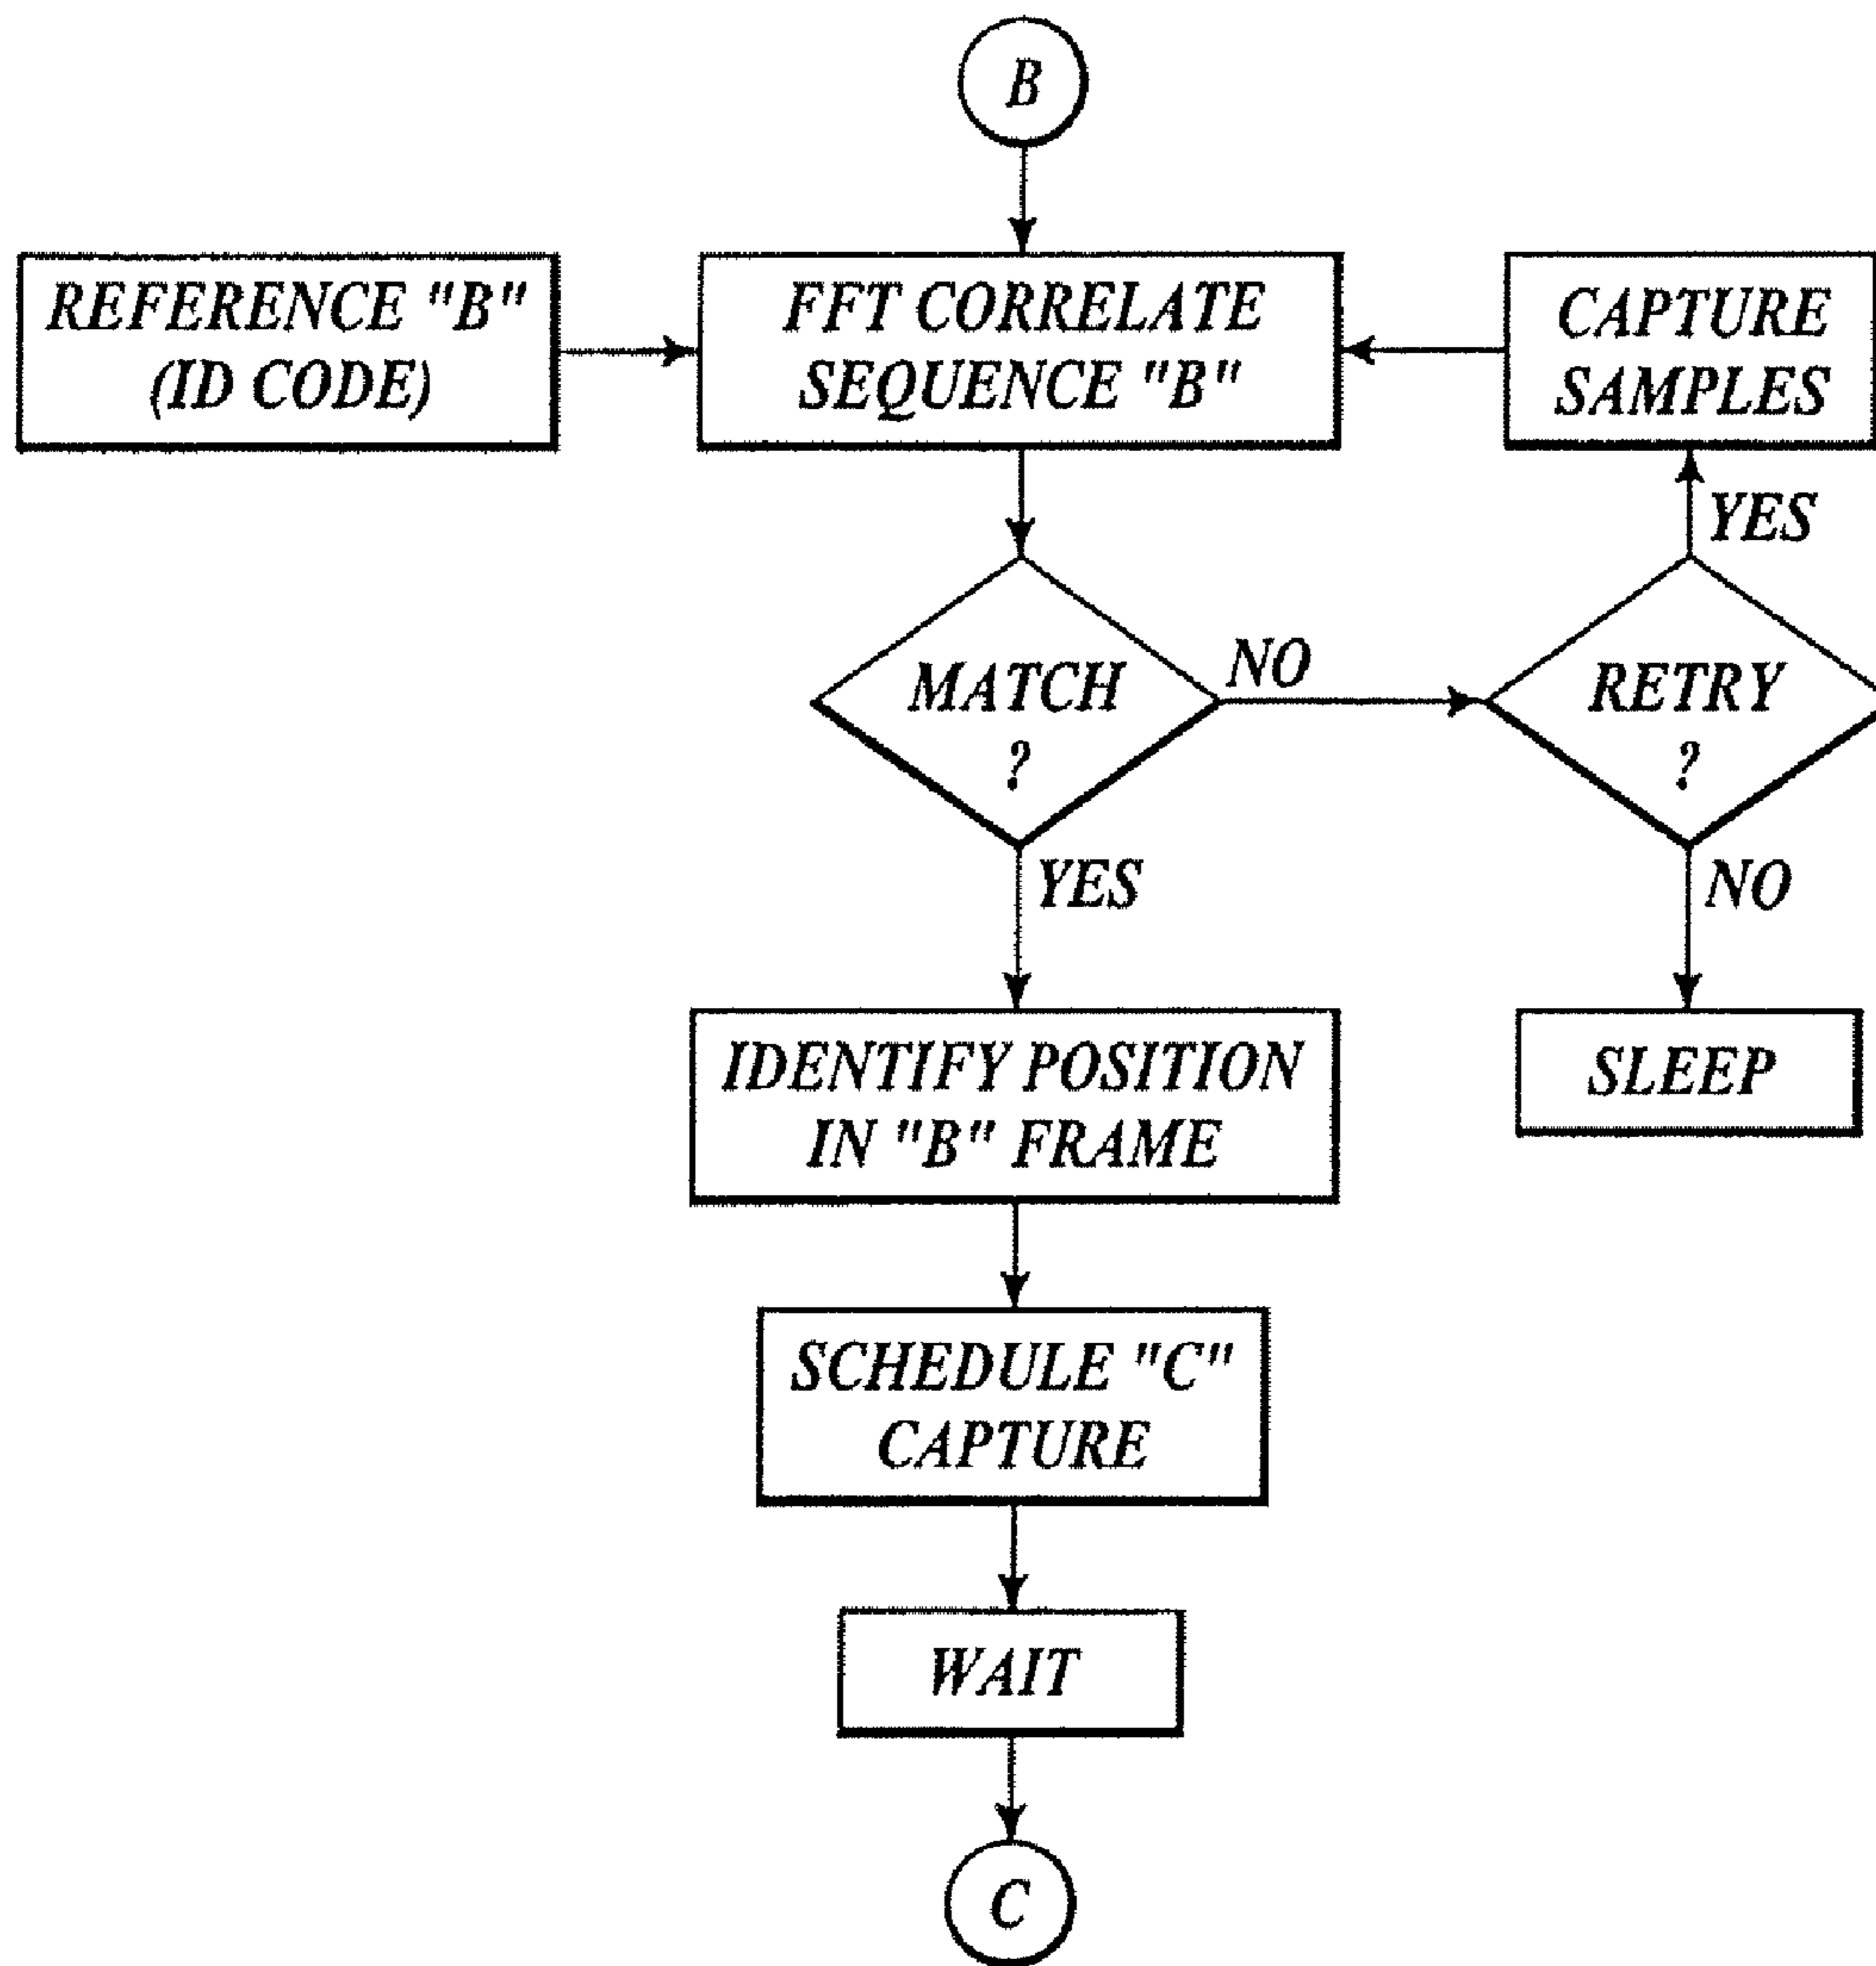 B
REFERENCE "B"
(ID CODE)
FFT CORRELATE
SEQUENCE "B"
CAPTURE
SAMPLES
YES
MATCH
?
NO
RETRY
?
YES
NO
IDENTIFY POSITION
IN "B" FRAME
SLEEP
SCHEDULE "C"
CAPTURE
WAIT
C